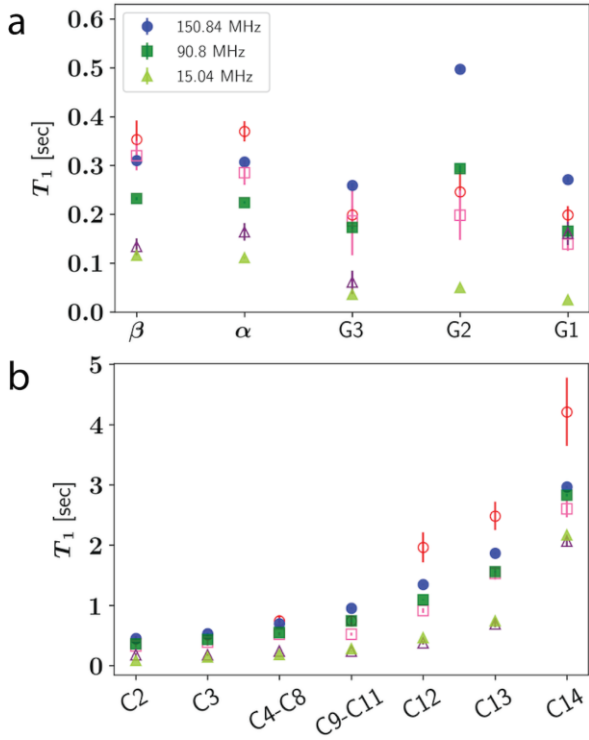 a
0.6
0.5
0.4
0.3
0.2
0.1
0.0
T₁ [sec]
150.84 MHz
90.8 MHz
15.04 MHz
β α G3 G2 G1
b
5
4
3
2
1
0
T₁ [sec]
C2 C3 C4-C8 C9-C11 C12 C13 C14